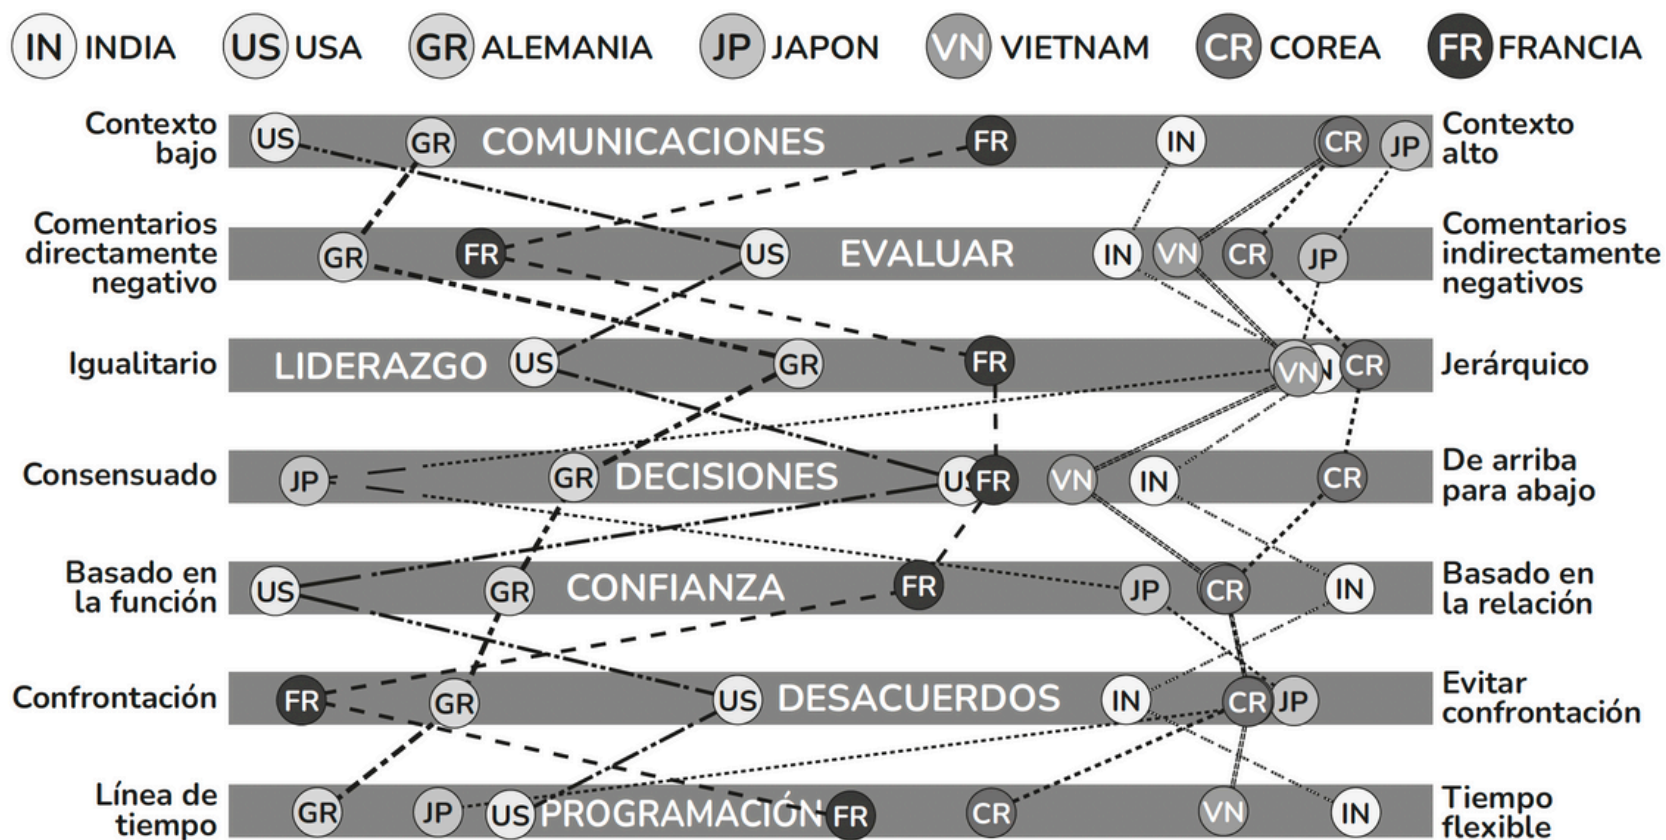 IN INDIA US USA GR ALEMANIA JP JAPON VN VIETNAM CR COREA FR FRANCIA
Contexto
bajo
US GR COMUNICACIONES FR IN CR JP
Contexto
alto
Comentarios
directamente
negativo
GR FR US EVALUAR IN VN CR JP
Comentarios
indirectamente
negativos
Igualitario
LIDERAZGO US GR FR VN N CR
Jerárquico
Consensuado
JP GR DECISIONES US FR VN IN CR
De arriba
para abajo
Basado en
la función
US GR CONFIANZA FR JP CR IN
Basado en
la relación
Confrontación
FR GR US DESACUERDOS IN CR JP
Evitar
confrontación
Línea de
tiempo
GR JP US PROGRAMACIÓN FR CR VN IN
Tiempo
flexible